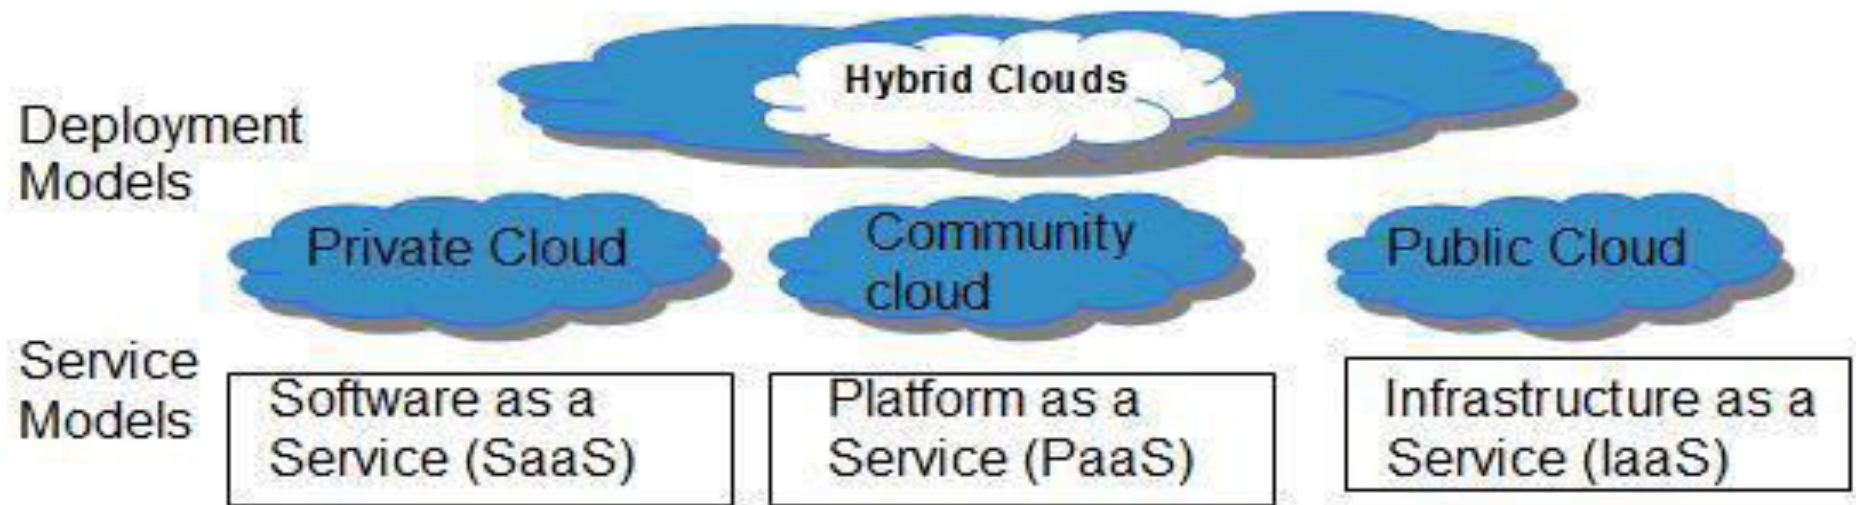 Hybrid Clouds
Deployment
Models
Private Cloud
Community
cloud
Public Cloud
Service
Models
Software as a
Service (SaaS)
Platform as a
Service (PaaS)
Infrastructure as a
Service (IaaS)